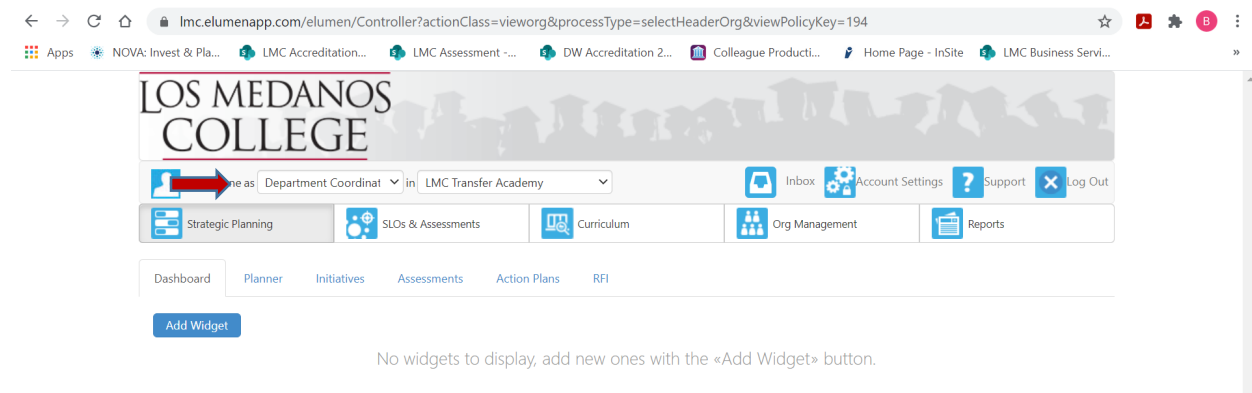 lmc.elumenapp.com/elumen/Controller?actionClass=vieworg&processType=selectHeaderOrg&viewPolicyKey=194 B
Apps NOVA: Invest & Pla... LMC Accreditation... LMC Assessment -... DW Accreditation 2... Colleague Producti... Home Page - InSite LMC Business Servi... »
LOS MEDANOS
COLLEGE
as Department Coordinat in LMC Transfer Academy Inbox Account Settings ? Support Log Out
Strategic Planning SLOs & Assessments Curriculum Org Management Reports
Dashboard Planner Initiatives Assessments Action Plans RFI
Add Widget
No widgets to display, add new ones with the «Add Widget» button.